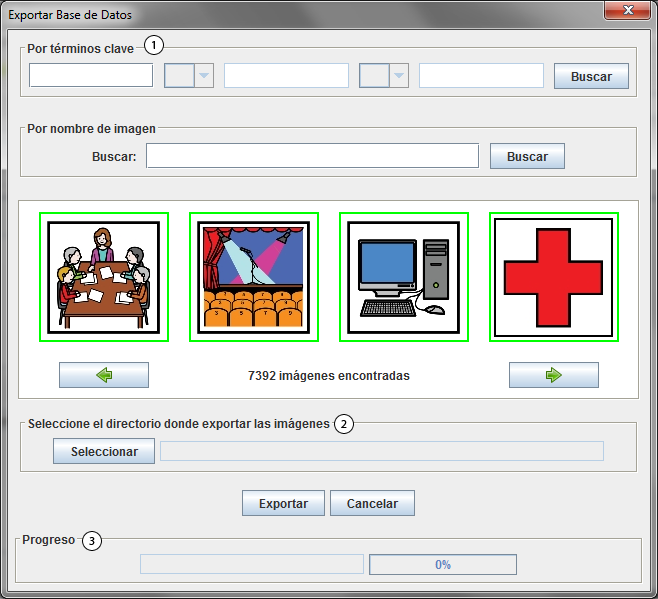 Exportar Base de Datos
Por términos clave 1
Buscar
Por nombre de imagen
Buscar: Buscar
7392 imágenes encontradas
Seleccione el directorio donde exportar las imágenes 2
Seleccionar
Exportar Cancelar
Progreso 3
0%